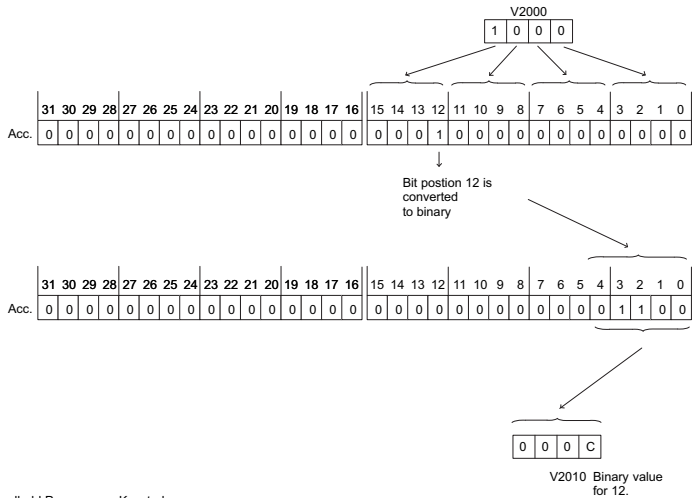 V2000
1 0 0 0
31 30 29 28 27 26 25 24 23 22 21 20 19 18 17 16 15 14 13 12 11 10 9 8 7 6 5 4 3 2 1 0
Acc. 0 0 0 0 0 0 0 0 0 0 0 0 0 0 0 0 0 0 0 1 0 0 0 0 0 0 0 0 0 0 0 0
Bit postion 12 is
converted
to binary
31 30 29 28 27 26 25 24 23 22 21 20 19 18 17 16 15 14 13 12 11 10 9 8 7 6 5 4 3 2 1 0
Acc. 0 0 0 0 0 0 0 0 0 0 0 0 0 0 0 0 0 0 0 0 0 0 0 0 0 0 0 0 1 1 0 0
0 0 0 C
V2010 Binary value
for 12.